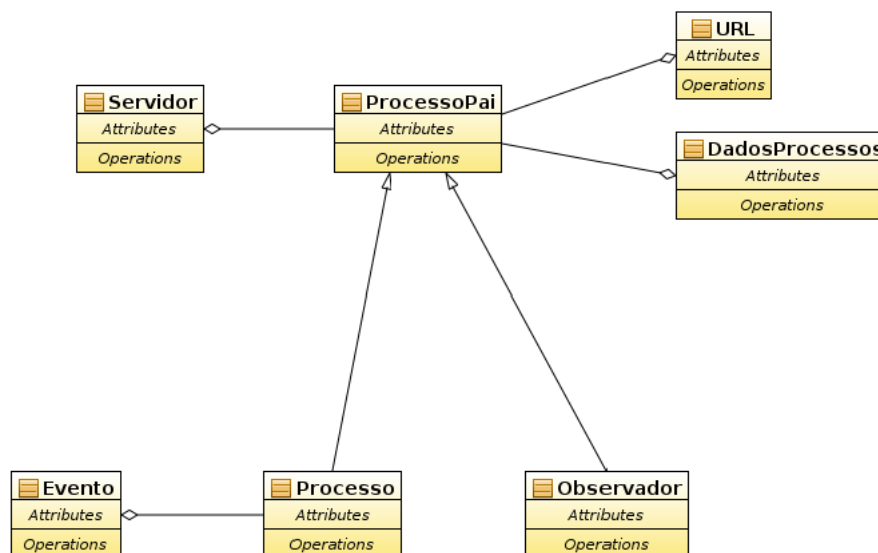 URL
Attributes
Operations
Servidor
Attributes
Operations
ProcessoPai
Attributes
Operations
DadosProcessos
Attributes
Operations
Evento
Attributes
Operations
Processo
Attributes
Operations
Observador
Attributes
Operations